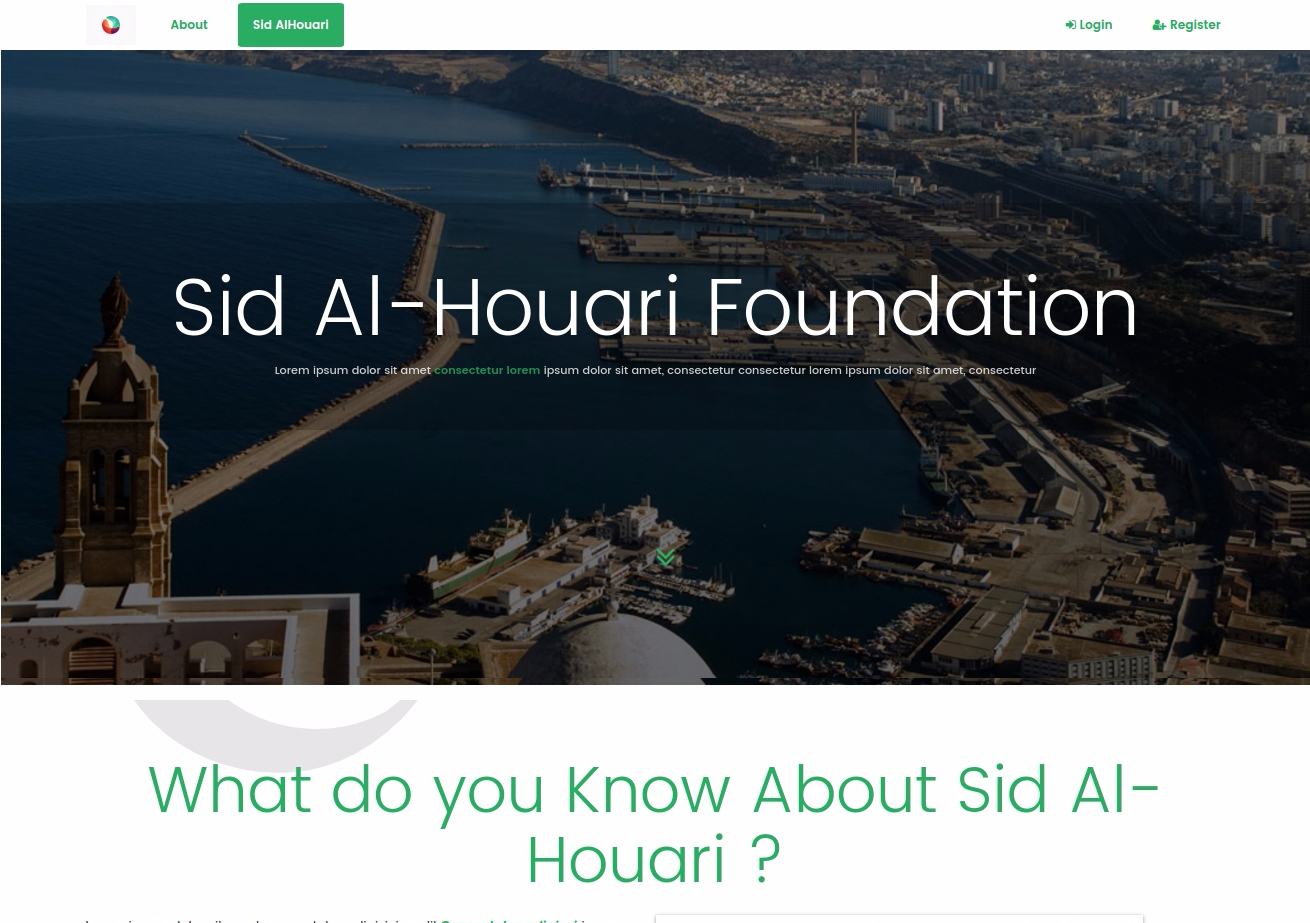 About
Sid AlHouari
Login
Register
Sid Al-Houari Foundation
Lorem ipsum dolor sit amet consectetur lorem ipsum dolor sit amet, consectetur consectetur lorem ipsum dolor sit amet, consectetur
What do you Know About Sid Al-
Houari ?